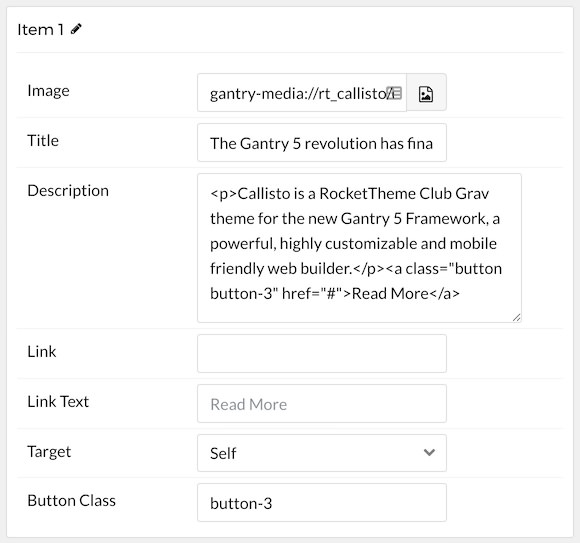 Item 1
Image
gantry-media://rt_callisto/
Title
The Gantry 5 revolution has fina
Description
<p>Callisto is a RocketTheme Club Grav
theme for the new Gantry 5 Framework, a
powerful, highly customizable and mobile
friendly web builder.</p><a class="button
button-3" href="#">Read More</a>
Link
Link Text
Read More
Target
Self
Button Class
button-3